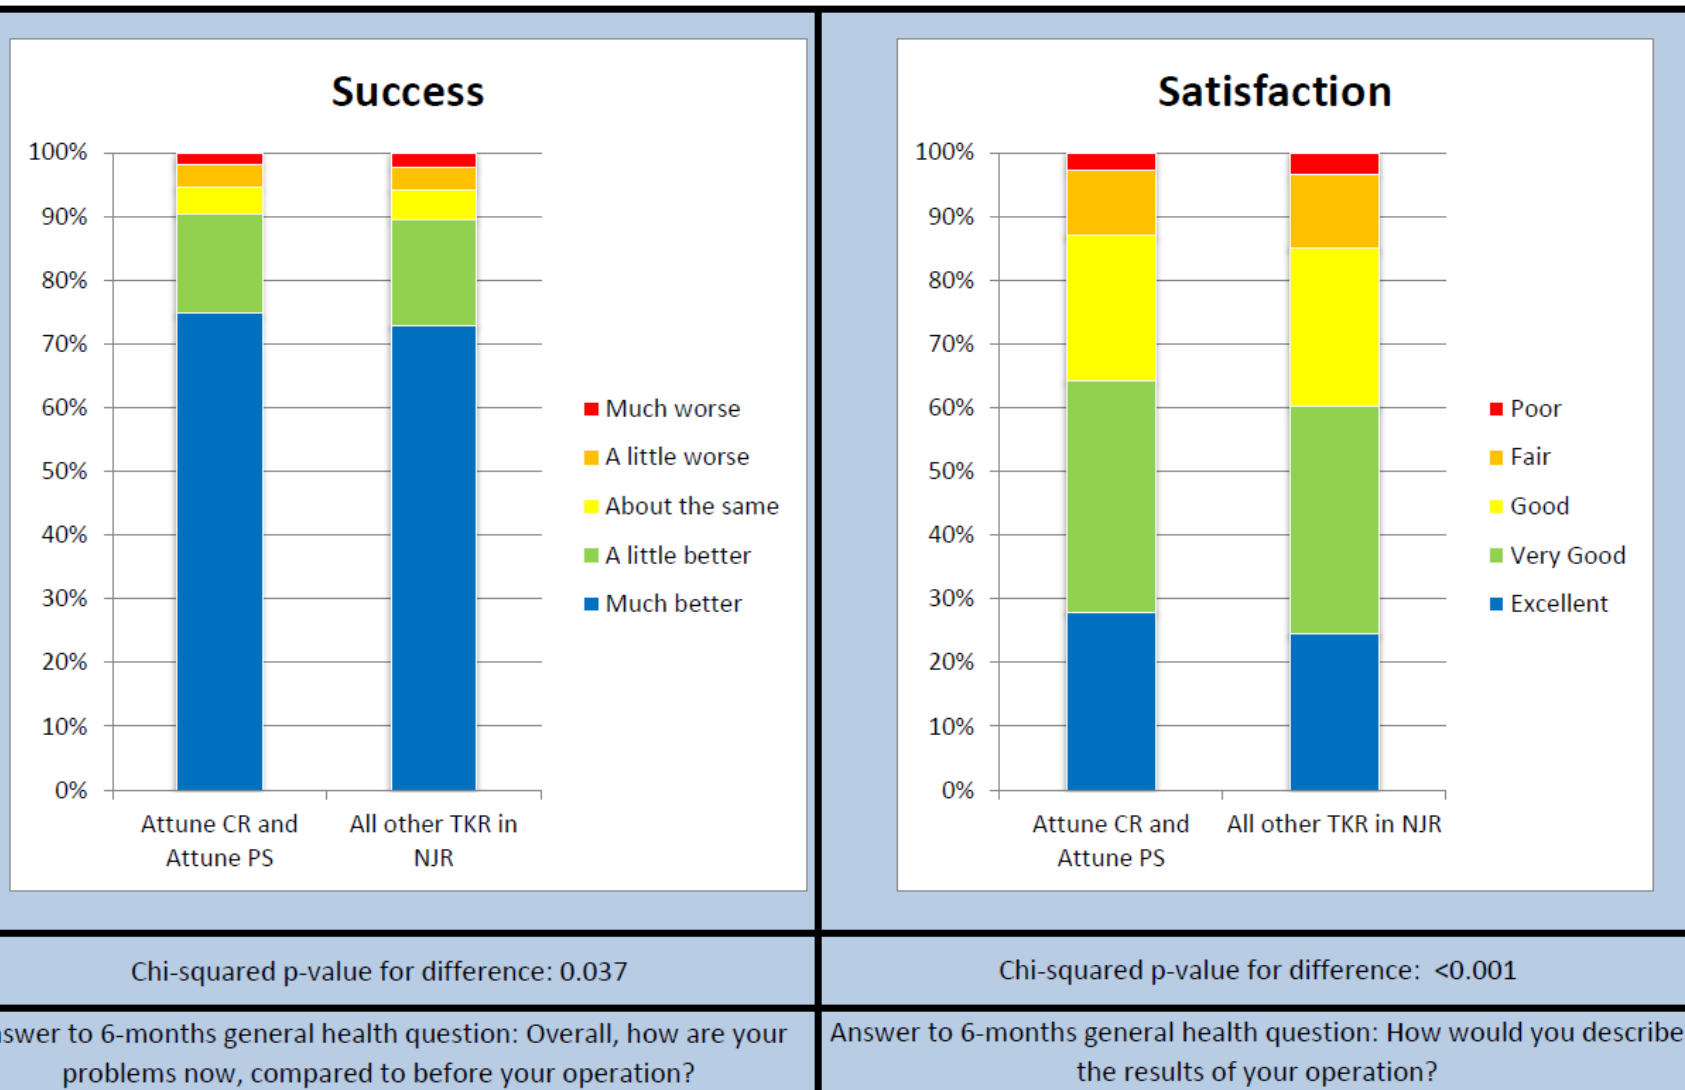 Success
100%
90%
80%
70%
60%
50%
40%
30%
20%
10%
0%
Attune CR and
Attune PS
All other TKR in
NJR
Much worse
A little worse
About the same
A little better
Much better
Chi-squared p-value for difference: 0.037
to 6-months general health question: Overall, how are your
problems now, compared to before your operation?
Satisfaction
100%
90%
80%
70%
60%
50%
40%
30%
20%
10%
0%
Attune CR and
Attune PS
All other TKR in NJR
Poor
Fair
Good
Very Good
Excellent
Chi-squared p-value for difference: <0.001
Answer to 6-months general health question: How would you describe
the results of your operation?